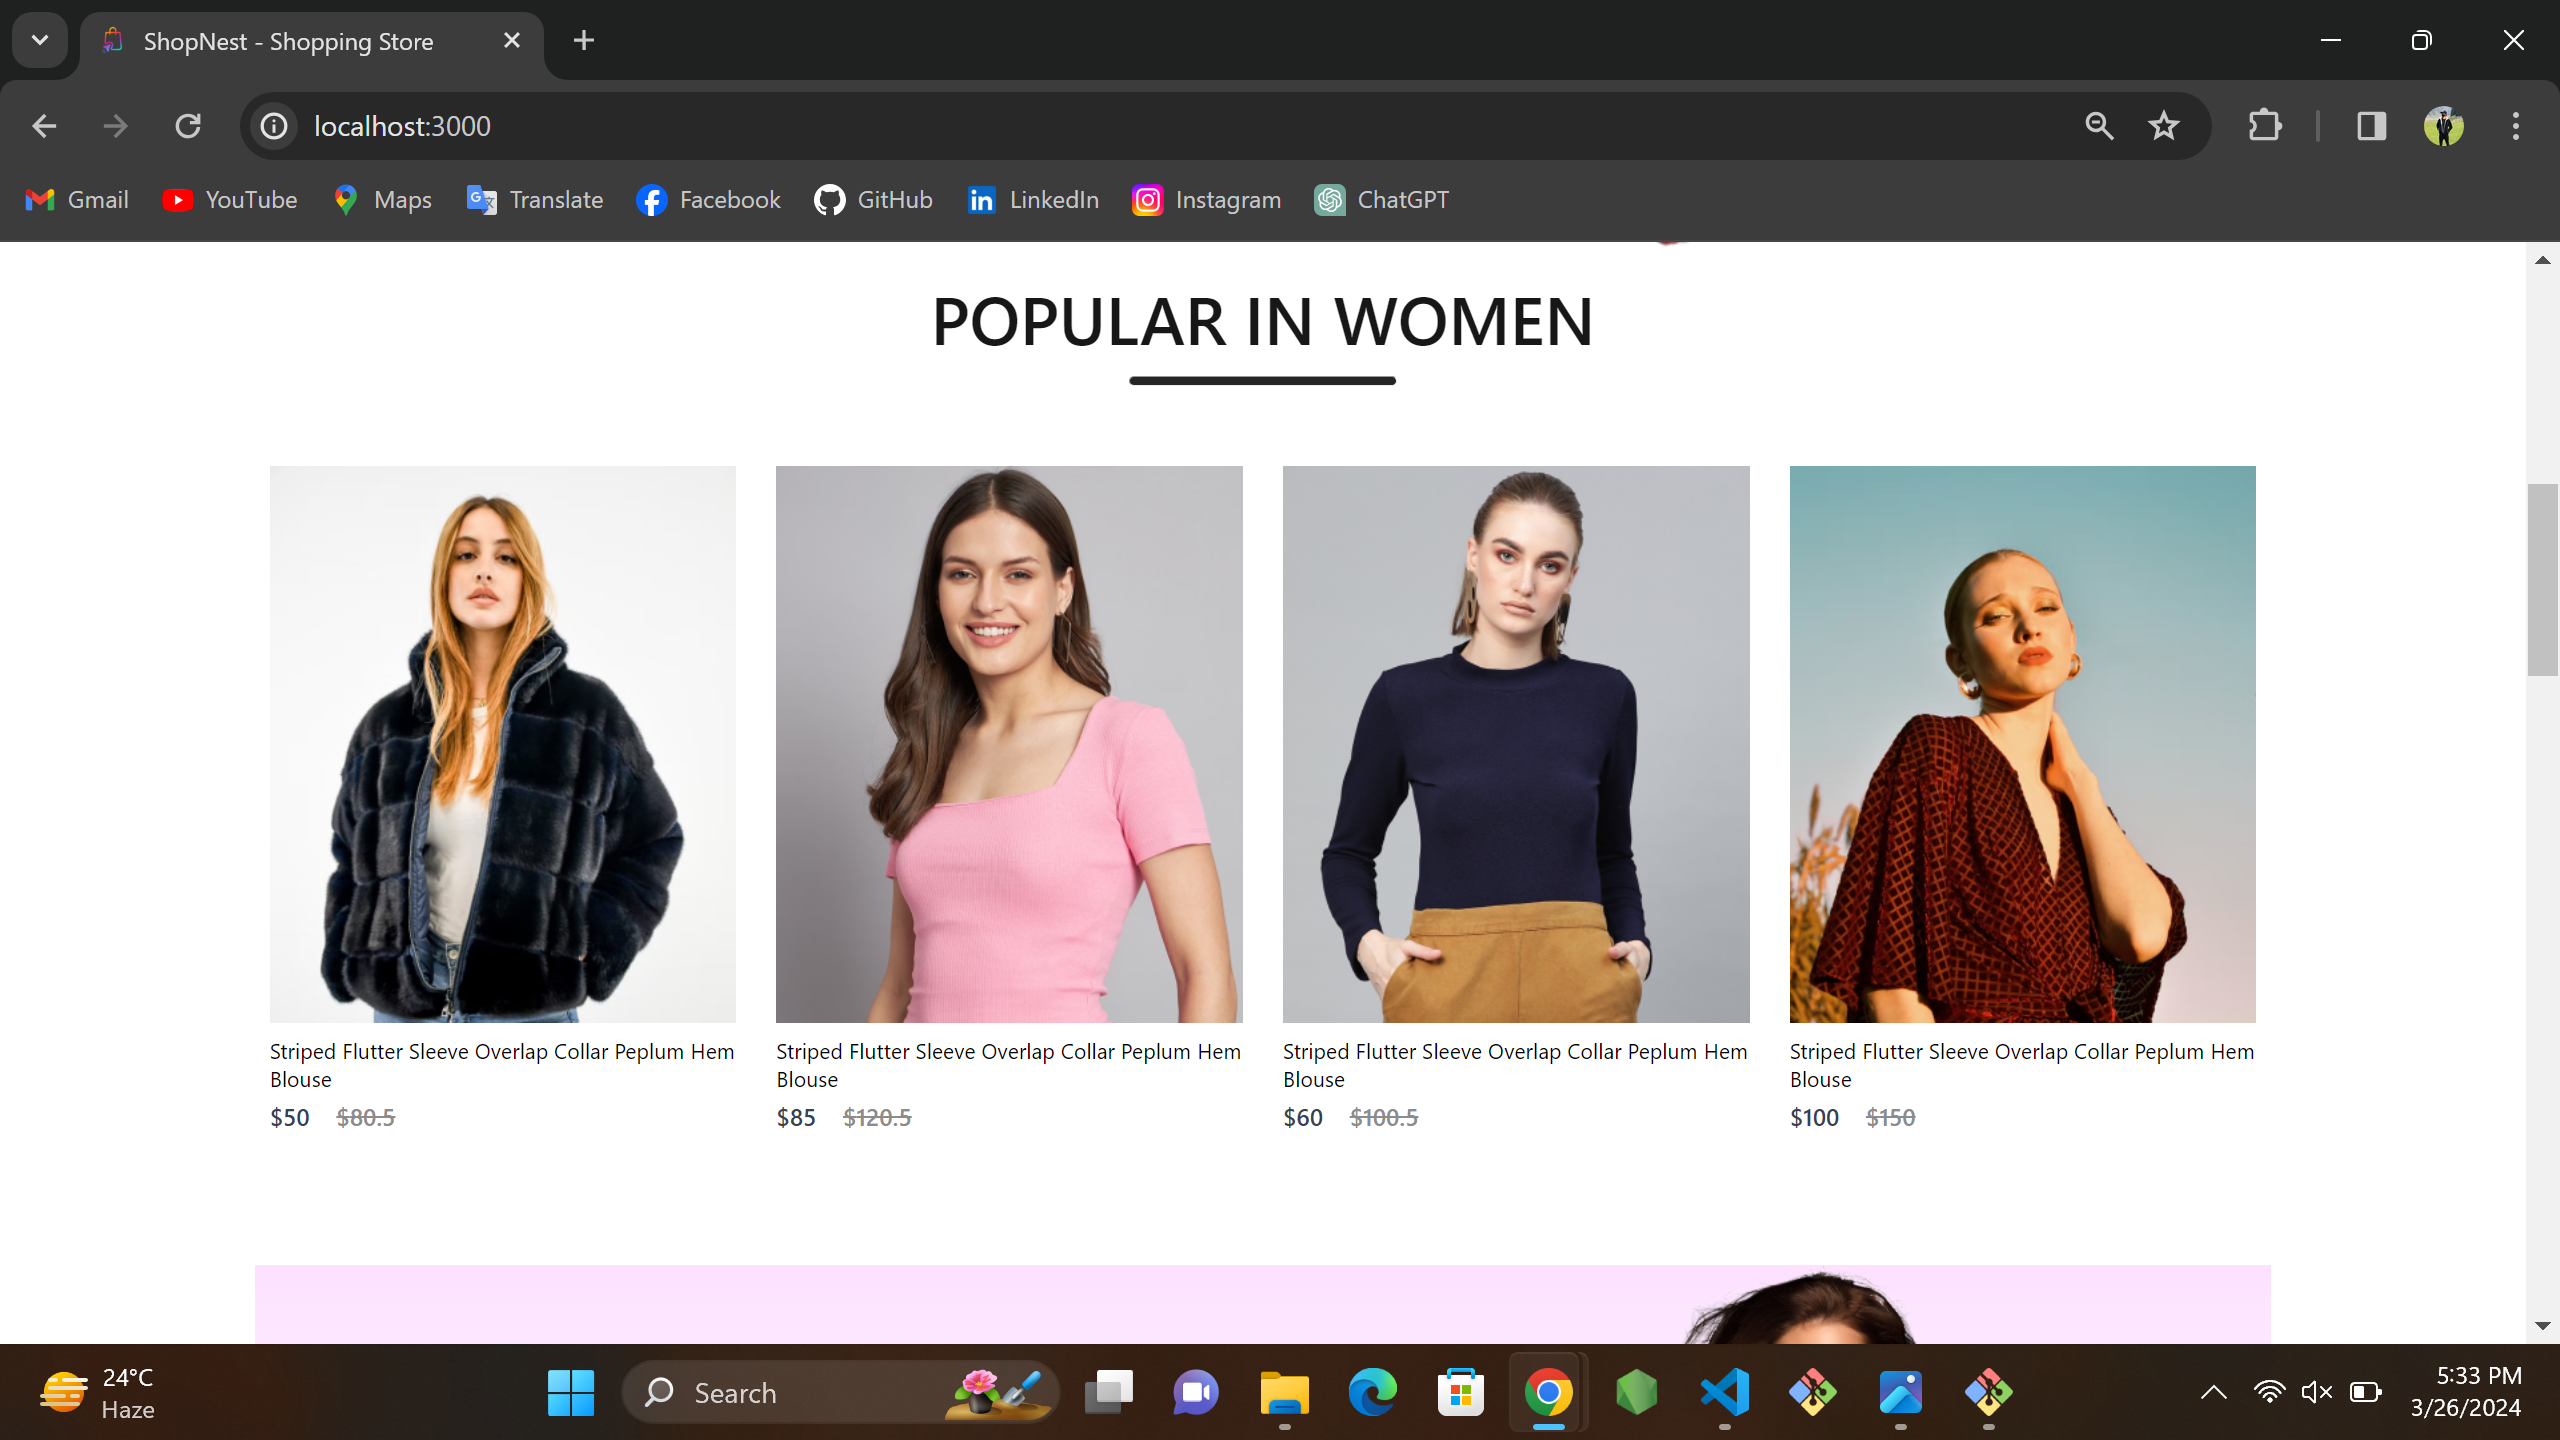 ShopNest - Shopping Store
localhost:3000
Gmail YouTube Maps Translate Facebook GitHub LinkedIn Instagram ChatGPT
POPULAR IN WOMEN
Striped Flutter Sleeve Overlap Collar Peplum Hem
Blouse
$50 $80.5
Striped Flutter Sleeve Overlap Collar Peplum Hem
Blouse
$85 $120.5
Striped Flutter Sleeve Overlap Collar Peplum Hem
Blouse
$60 $100.5
Striped Flutter Sleeve Overlap Collar Peplum Hem
Blouse
$100 $150
24°C
Haze
Search
5:33 PM
3/26/2024